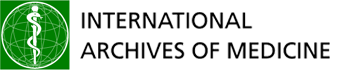 INTERNATIONAL
ARCHIVES OF MEDICINE